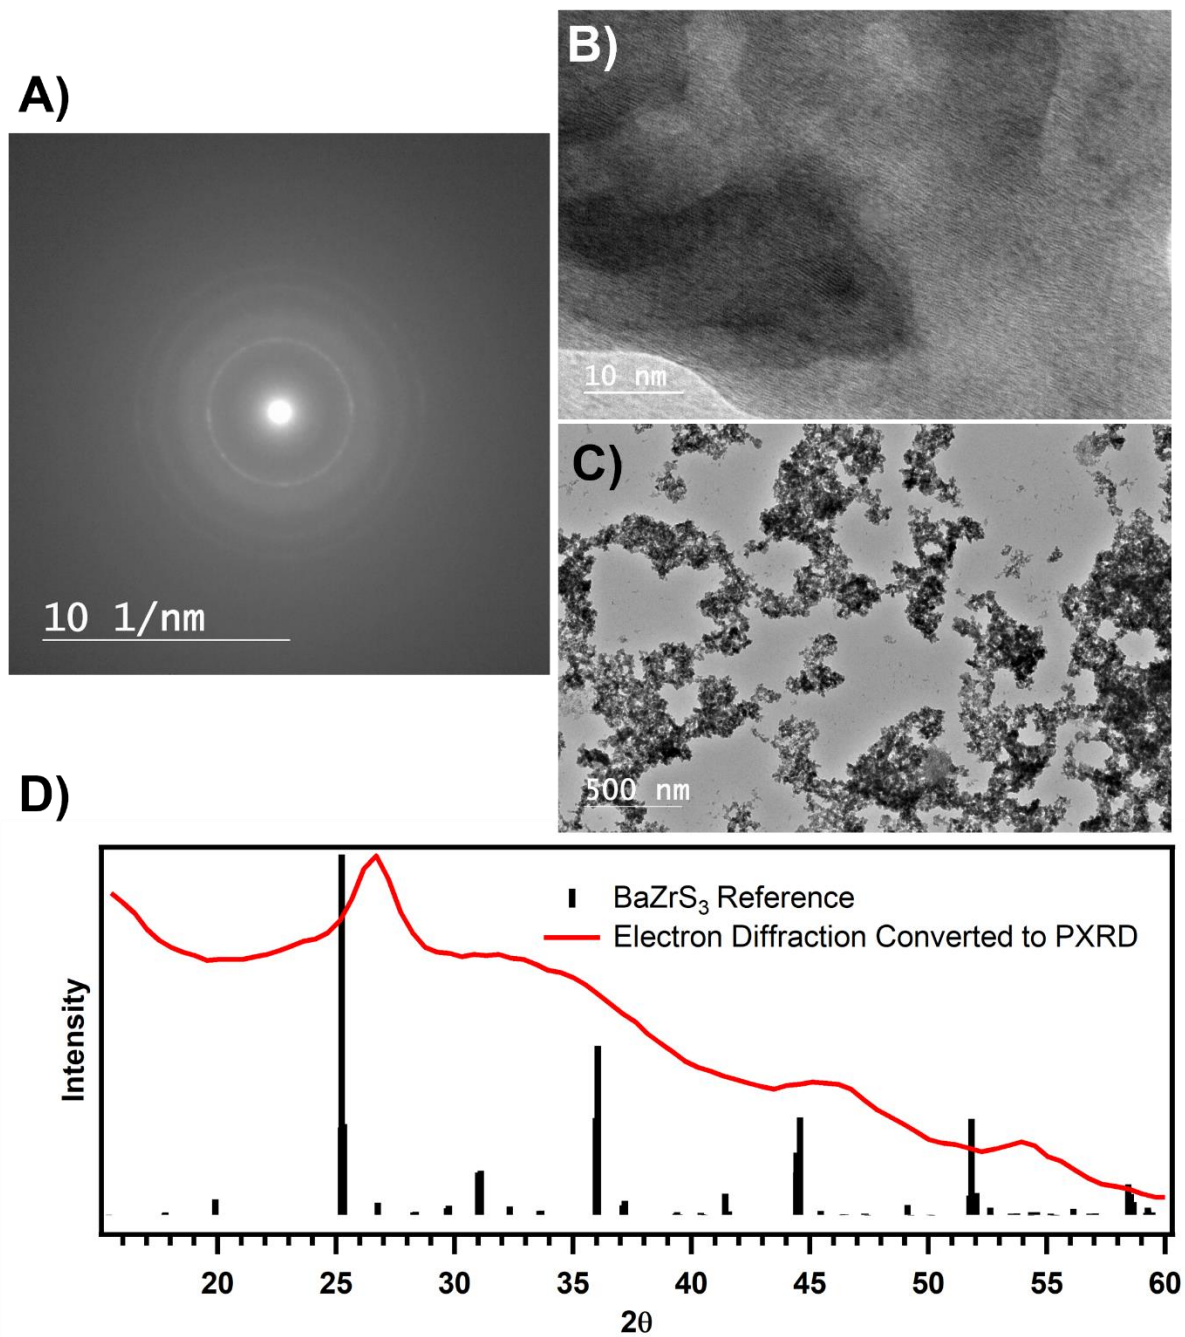 A)
10 1/nm
B)
10 nm
C)
500 nm
D)
BaZrS₃ Reference
Electron Diffraction Converted to PXRD
Intensity
20 25 30 35 40 45 50 55 60
2θ